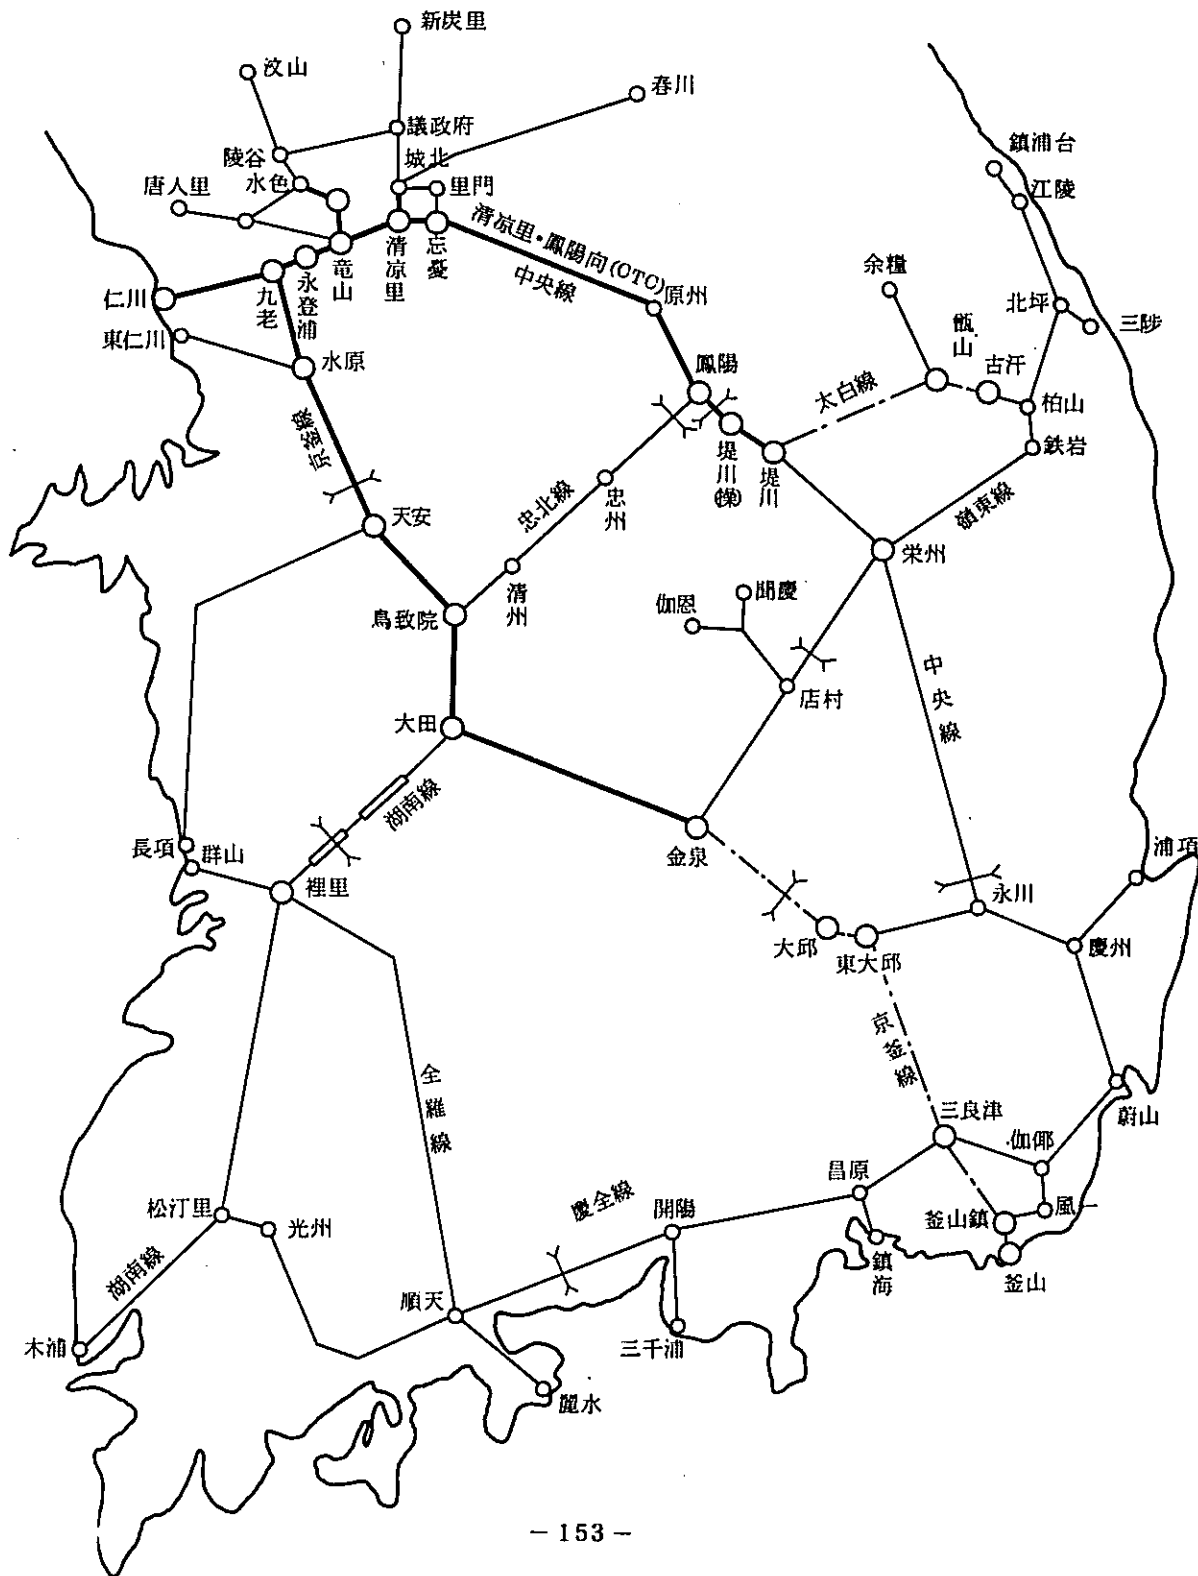 新炭里
汶山
春川
議政府
陵谷
城北
水色
里門
唐人里
鎮浦台
江陵
清凉里・鳳陽向(CTC)
中央線
清凉里
忘憂
竜山
永登浦
九老
仁川
東仁川
水原
原州
余糧
北坪
三陟
甑山
古汗
鳳陽
太白線
柏山
鉄岩
堤川(操)
堤川
京釜線
忠北線
忠州
嶺東線
天安
栄州
清州
聞慶
伽恩
鳥致院
中央線
店村
大田
湖南線
長項
群山
裡里
金泉
浦項
永川
大邱
東大邱
慶州
京釜線
全羅線
三良津
伽倻
蔚山
昌原
松汀里
光州
慶全線
開陽
釜山鎮
鎮海
釜山
湖南線
順天
木浦
三千浦
麗水
－153－